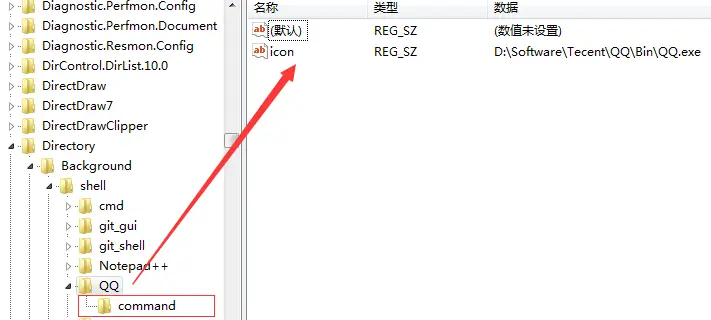 Diagnostic.Perfmon.Config
Diagnostic.Perfmon.Document
Diagnostic.Resmon.Config
DirControl.DirList.10.0
DirectDraw
DirectDraw7
DirectDrawClipper
Directory
Background
shell
cmd
git_gui
git_shell
Notepad++
QQ
command
名称 类型 数据
ab (默认) REG_SZ (数值未设置)
ab icon REG_SZ D:\Software\Tecent\QQ\Bin\QQ.exe